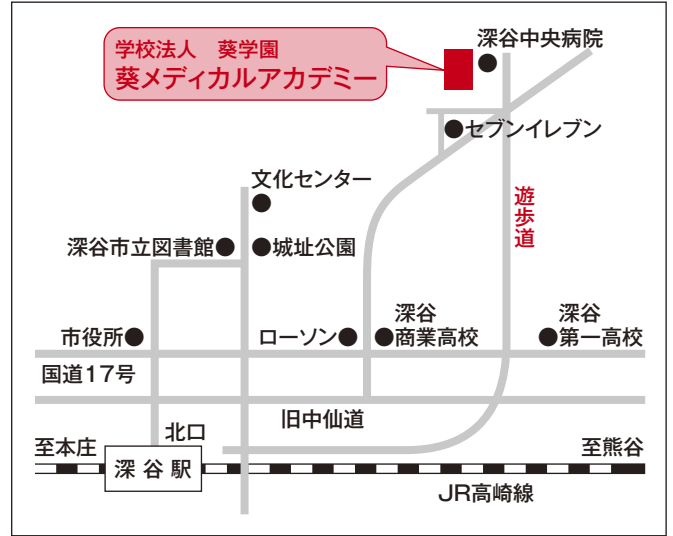 学校法人　葵学園
葵メディカルアカデミー
深谷中央病院
セブンイレブン
文化センター
遊歩道
深谷市立図書館
城址公園
市役所
ローソン
深谷
商業高校
深谷
第一高校
国道17号
旧中仙道
北口
至本庄
深谷駅
至熊谷
JR高崎線